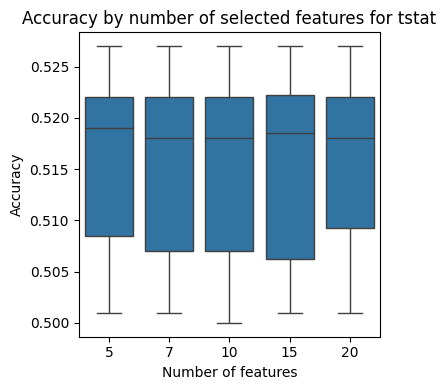 Accuracy by number of selected features for tstat
0.525
0.520
0.515
0.510
0.505
0.500
Accuracy
5 7 10 15 20
Number of features